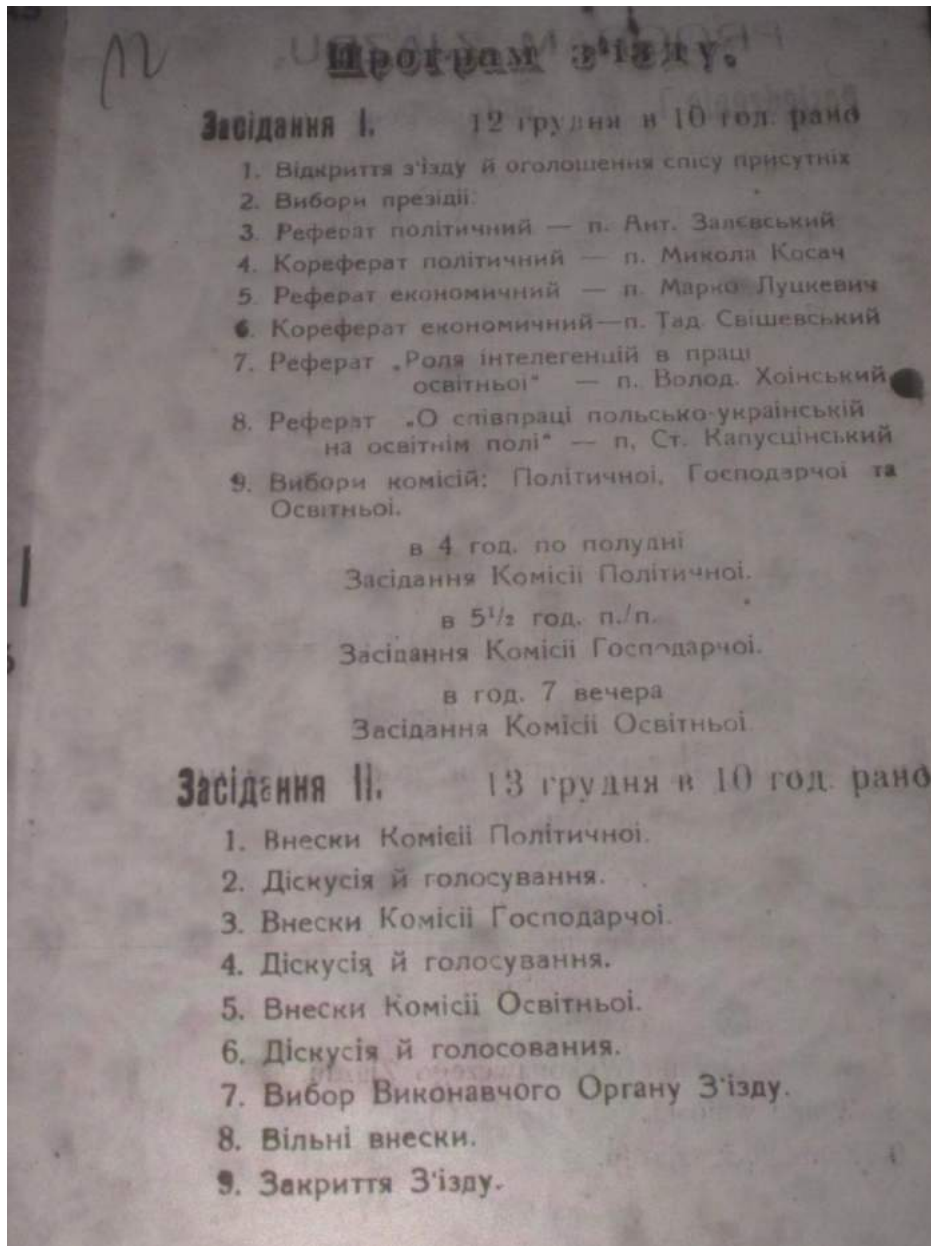 12
Програм з'їзду.
Засідання I. 12 грудня в 10 год. рано
1. Відкриття з'їзду й оголошення спісу присутніх
2. Вибори президії.
3. Реферат політичний — п. Ант. Залєвський
4. Кореферат політичний — п. Микола Косач
5. Реферат економичний — п. Марко Луцкевич
6. Кореферат економичний—п. Тад. Свішевський
7. Реферат „Роля інтелегенцій в праці
освітньої" — п. Волод. Хоінський
8. Реферат „О співпраці польсько-українській
на освітнім полі" — п, Ст. Капусцінський
9. Вибори комісій: Політичної, Господарчої та
Освітньої.
в 4 год. по полудні
Засідання Комісії Політичної.
в 5½ год. п./п.
Засідання Комісії Господарчої.
в год. 7 вечера
Засідання Комісії Освітньої
Засідання II. 13 грудня в 10 год. рано
1. Внески Комісії Політичної.
2. Діскусія й голосування.
3. Внески Комісії Господарчої.
4. Діскусія й голосування.
5. Внески Комісії Освітньої.
6. Діскусія й голосования.
7. Вибор Виконавчого Органу З'їзду.
8. Вільні внески.
9. Закриття З'їзду.